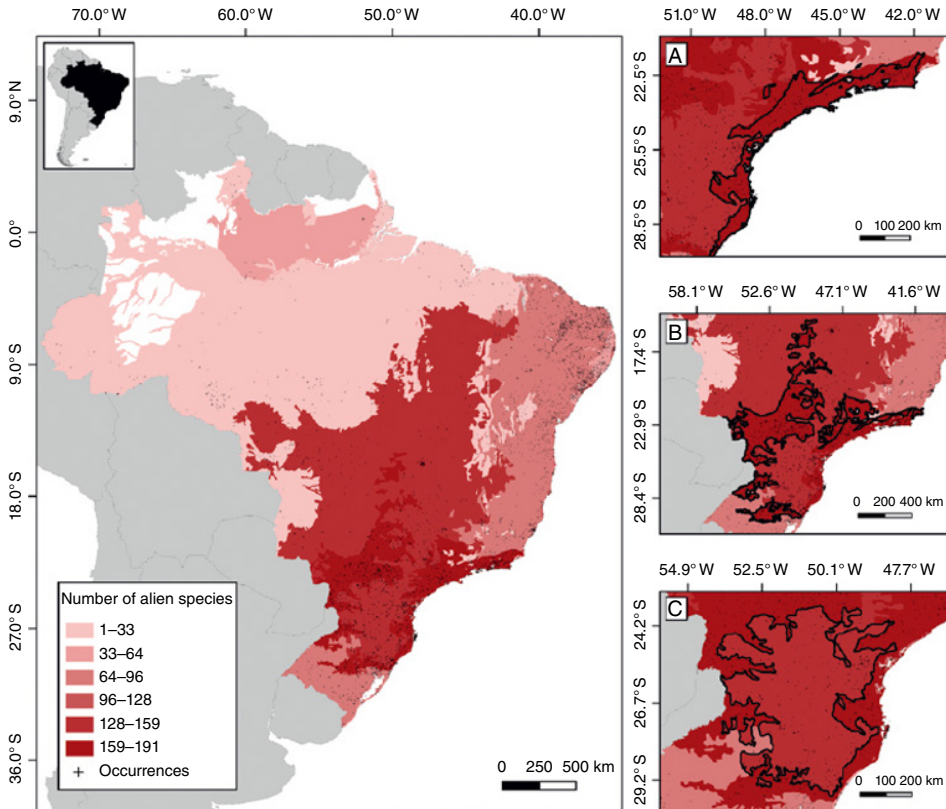 70.0°W 60.0°W 50.0°W 40.0°W
9.0°N
0.0°
9.0°S
18.0°S
27.0°S
36.0°S
Number of alien species
1–33
33–64
64–96
96–128
128–159
159–191
+ Occurrences
0 250 500 km
51.0°W 48.0°W 45.0°W 42.0°W
A
22.5°S
25.5°S
28.5°S
0 100 200 km
58.1°W 52.6°W 47.1°W 41.6°W
B
17.4°S
22.9°S
28.4°S
0 200 400 km
54.9°W 52.5°W 50.1°W 47.7°W
C
24.2°S
26.7°S
29.2°S
0 100 200 km